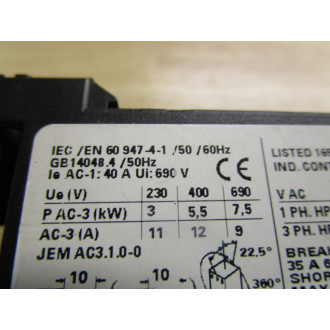 IEC /EN 60 947-4-1 /50 /60Hz
GB14048.4 /50Hz
Ie AC-1: 40 A Ui: 690 V
CE
Ue (V) 230 400 690
P AC-3 (kW) 3 5,5 7,5
AC-3 (A) 11 12 9
JEM AC3.1.0-0
10 10
22,5°
360°
LISTED
IND. CONT
V AC
1 PH. HP
3 PH. HP
BREAK
35 A
SHOR
MAX